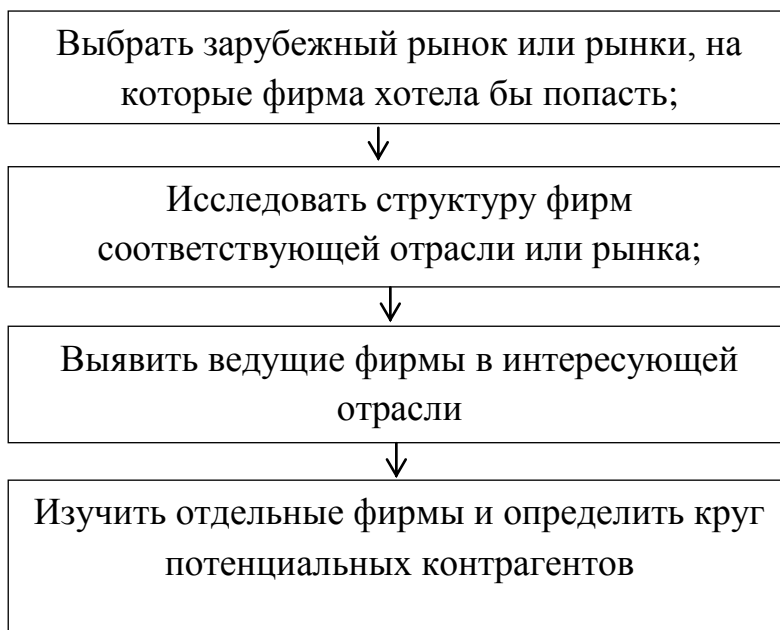 Выбрать зарубежный рынок или рынки, на
которые фирма хотела бы попасть;
Исследовать структуру фирм
соответствующей отрасли или рынка;
Выявить ведущие фирмы в интересующей
отрасли
Изучить отдельные фирмы и определить круг
потенциальных контрагентов